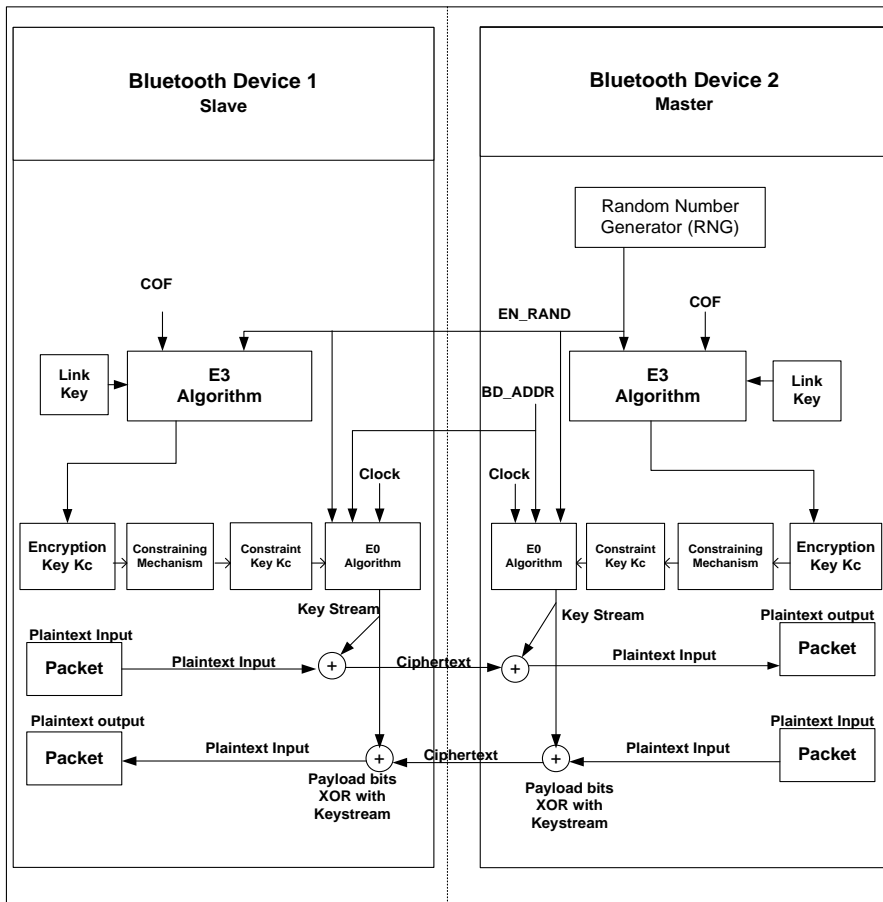 Bluetooth Device 1
Slave
Bluetooth Device 2
Master
Random Number
Generator (RNG)
COF
EN_RAND
COF
Link
Key
E3
Algorithm
BD_ADDR
E3
Algorithm
Link
Key
Clock
Clock
Encryption
Key Kc
Constraining
Mechanism
Constraint
Key Kc
E0
Algorithm
E0
Algorithm
Constraint
Key Kc
Constraining
Mechanism
Encryption
Key Kc
Key Stream
Key Stream
Plaintext Input
Packet
Plaintext Input
+
Ciphertext
+
Plaintext Input
Plaintext output
Packet
Plaintext output
Packet
Plaintext Input
+
Ciphertext
+
Plaintext Input
Plaintext Input
Packet
Payload bits
XOR with
Keystream
Payload bits
XOR with
Keystream